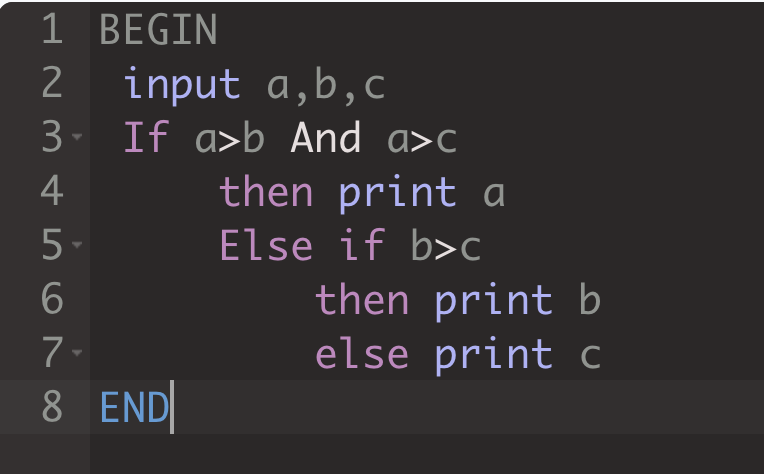 1 BEGIN
2 input a,b,c
3 If a>b And a>c
4 then print a
5 Else if b>c
6 then print b
7 else print c
8 END